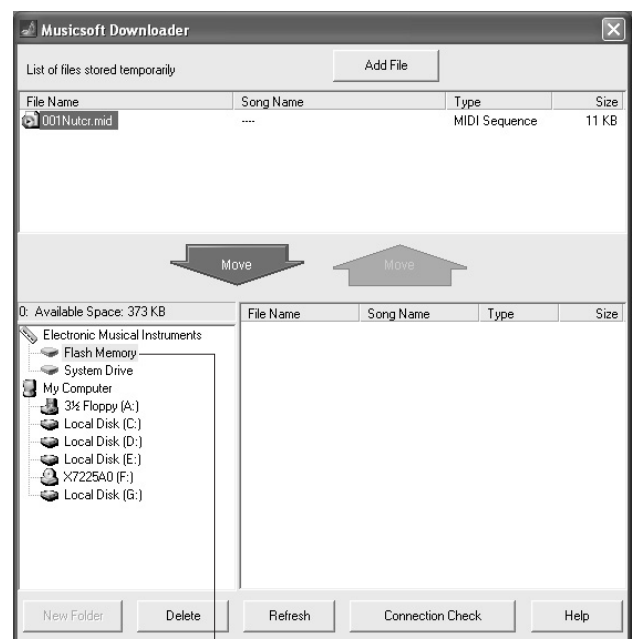 Musicsoft Downloader
List of files stored temporarily
Add File
File Name Song Name Type Size
001Nutcr.mid ---- MIDI Sequence 11 KB
Move Move
0: Available Space: 373 KB
File Name Song Name Type Size
Electronic Musical Instruments
Flash Memory
System Drive
My Computer
3½ Floppy (A:)
Local Disk (C:)
Local Disk (D:)
Local Disk (E:)
X7225A0 (F:)
Local Disk (G:)
New Folder Delete Refresh Connection Check Help